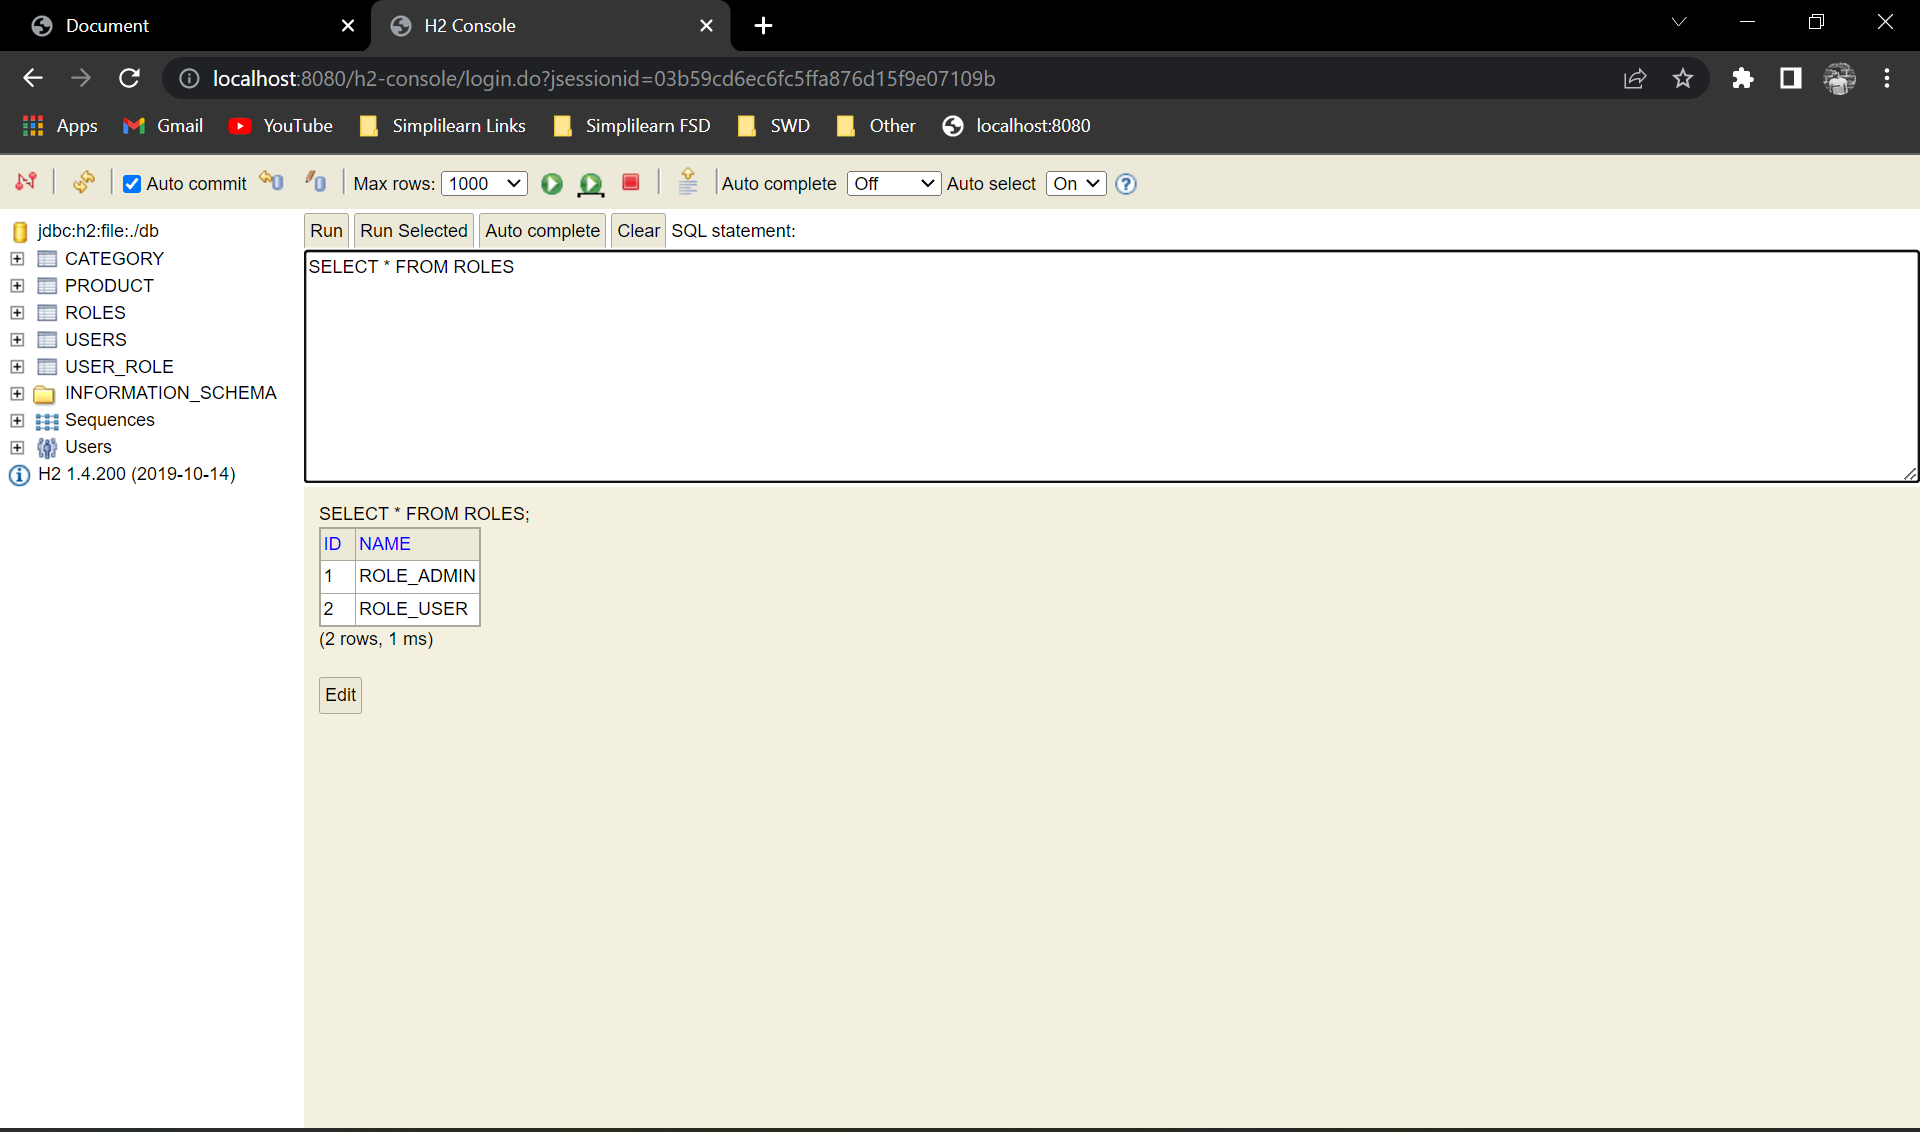 Document
H2 Console
localhost:8080/h2-console/login.do?jsessionid=03b59cd6ec6fc5ffa876d15f9e07109b
Apps Gmail YouTube Simplilearn Links Simplilearn FSD SWD Other localhost:8080
Auto commit Max rows: 1000 Auto complete Off Auto select On ?
jdbc:h2:file:./db
CATEGORY
PRODUCT
ROLES
USERS
USER_ROLE
INFORMATION_SCHEMA
Sequences
Users
H2 1.4.200 (2019-10-14)
Run Run Selected Auto complete Clear SQL statement:
SELECT * FROM ROLES
SELECT * FROM ROLES;
ID NAME
1 ROLE_ADMIN
2 ROLE_USER
(2 rows, 1 ms)
Edit